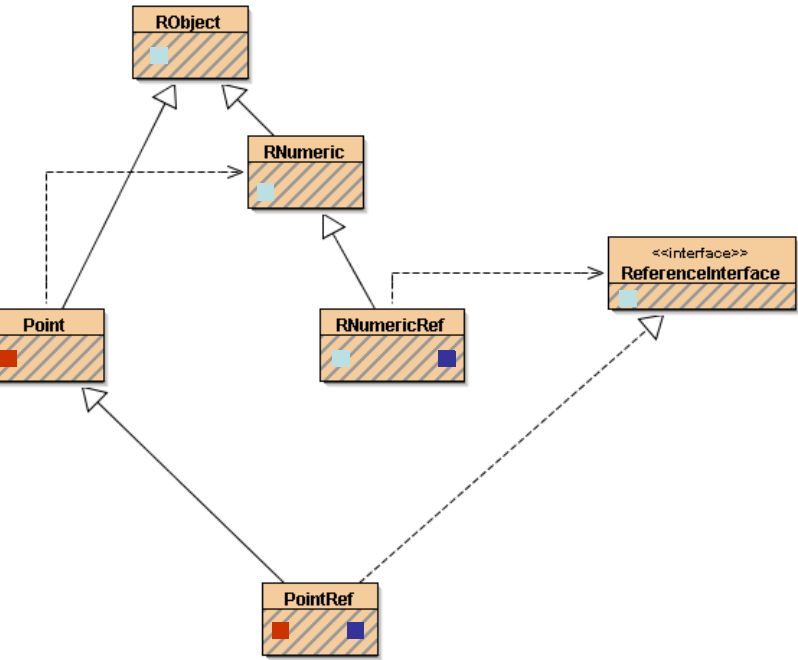 RObject
RNumeric
<<interface>>
ReferenceInterface
Point
RNumericRef
PointRef